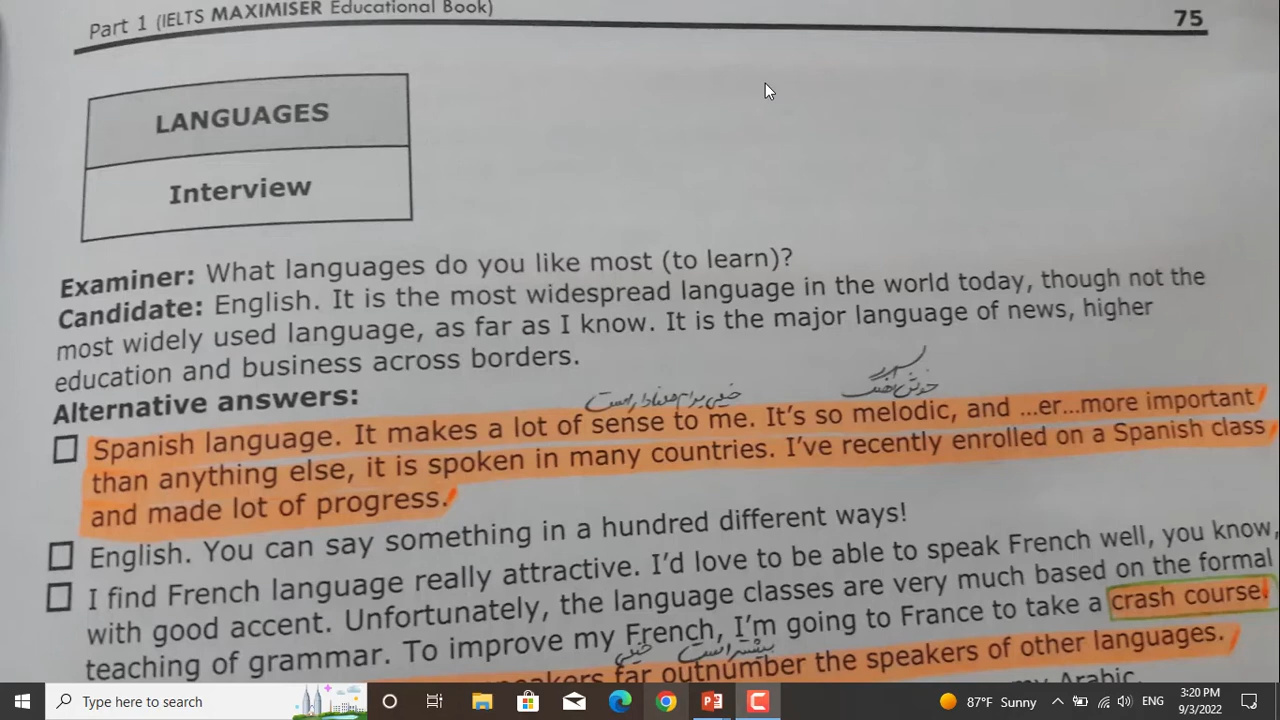 Part 1 (IELTS MAXIMISER Educational Book)
75
LANGUAGES
Interview
Examiner: What languages do you like most (to learn)?
Candidate: English. It is the most widespread language in the world today, though not the
most widely used language, as far as I know. It is the major language of news, higher
education and business across borders.
Alternative answers:
خیلی برام معنادار است
خوش آهنگ
Spanish language. It makes a lot of sense to me. It's so melodic, and ...er...more important
than anything else, it is spoken in many countries. I've recently enrolled on a Spanish class
and made lot of progress.
English. You can say something in a hundred different ways!
I find French language really attractive. I'd love to be able to speak French well, you know,
with good accent. Unfortunately, the language classes are very much based on the formal
teaching of grammar. To improve my French, I'm going to France to take a crash course.
خیلی بیشتر است
far outnumber the speakers of other languages.
my Arabic.
Type here to search
87°F Sunny
ENG
3:20 PM
9/3/2022